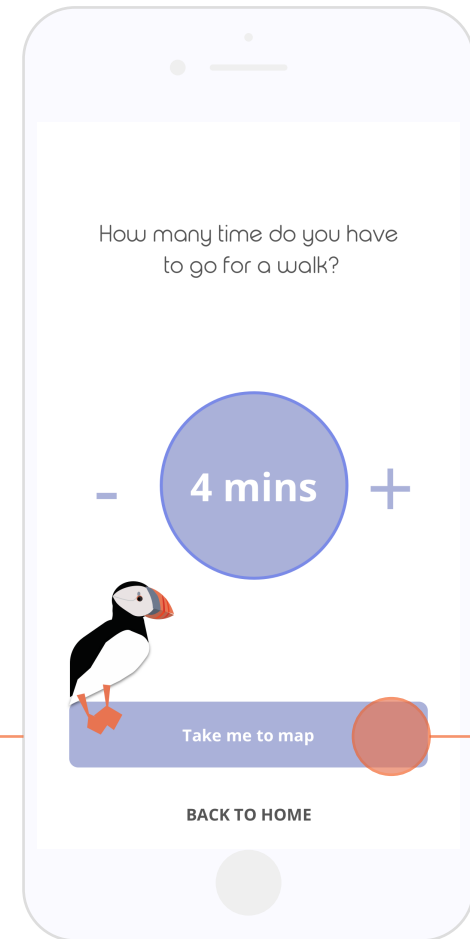 How many time do you have
to go for a walk?
- 4 mins +
Take me to map
BACK TO HOME